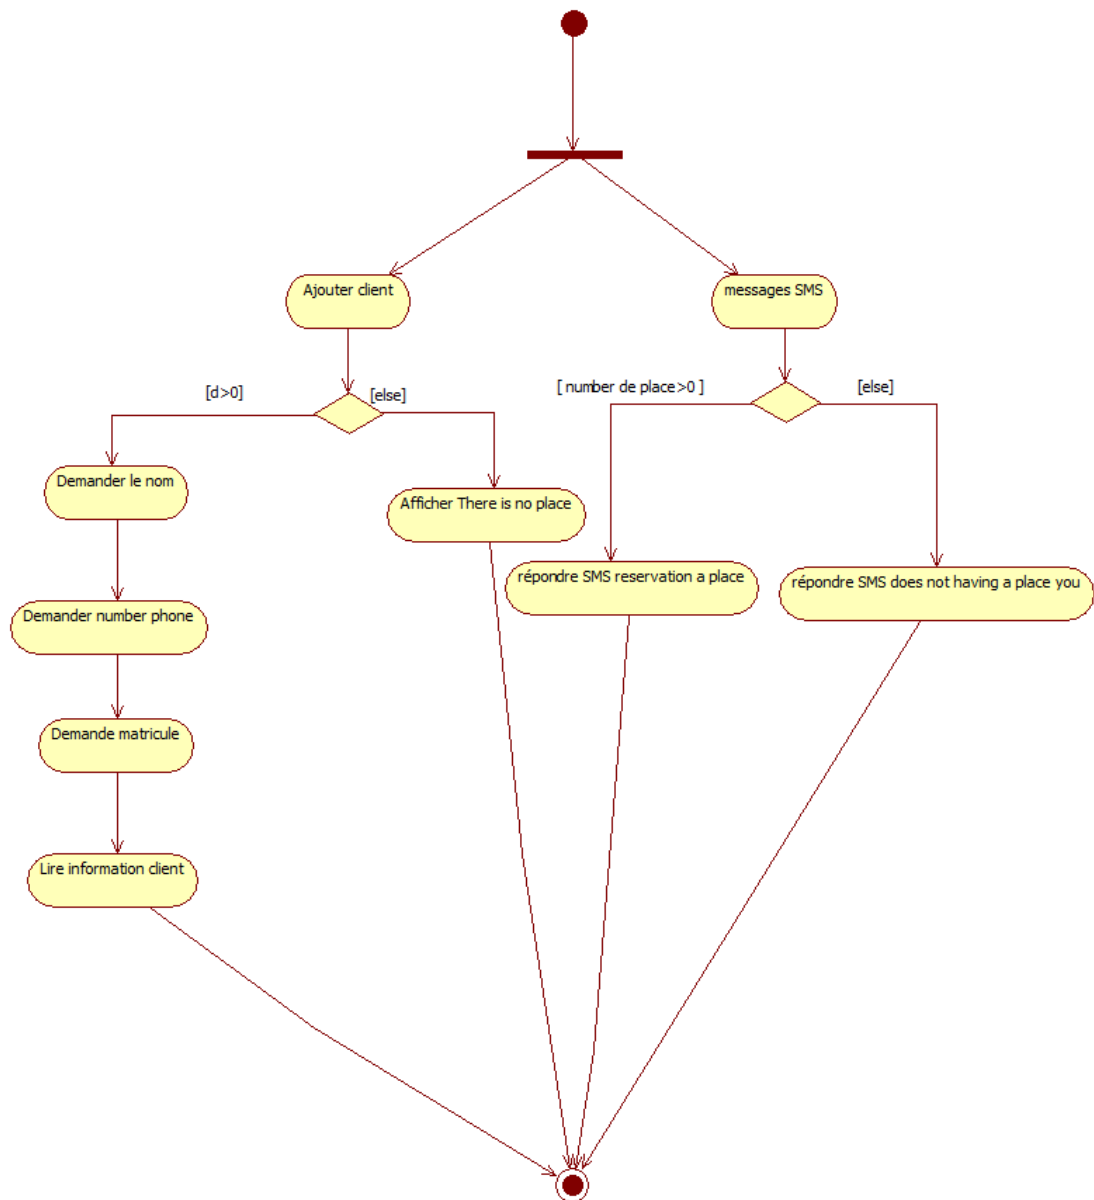 Ajouter client
messages SMS
[d>0]
[else]
[ number de place>0 ]
[else]
Demander le nom
Afficher There is no place
répondre SMS reservation a place
répondre SMS does not having a place you
Demander number phone
Demande matricule
Lire information client